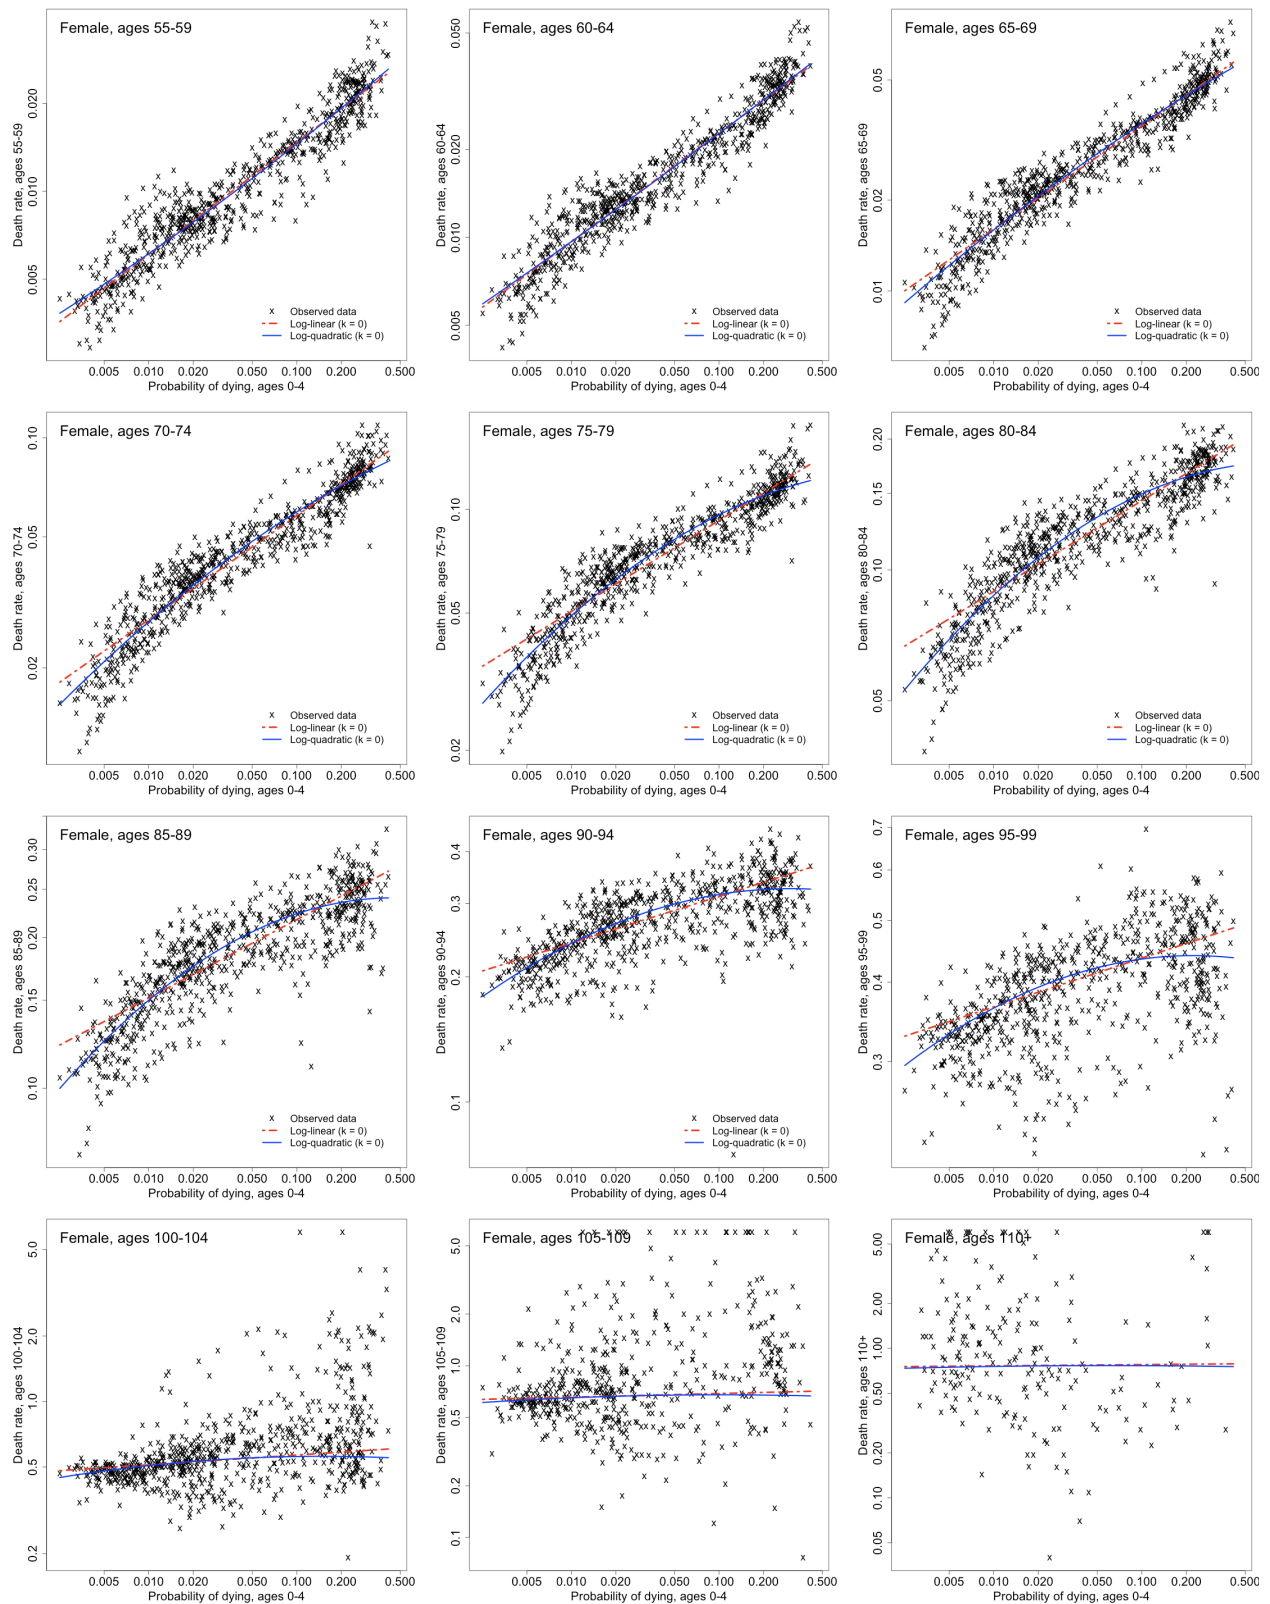 Female, ages 55-59
Death rate, ages 55-59
0.005 0.010 0.020
× Observed data
Log-linear (k = 0)
Log-quadratic (k = 0)
0.005 0.010 0.020 0.050 0.100 0.200 0.500
Probability of dying, ages 0-4
Female, ages 60-64
Death rate, ages 60-64
0.005 0.010 0.020 0.050
× Observed data
Log-linear (k = 0)
Log-quadratic (k = 0)
0.005 0.010 0.020 0.050 0.100 0.200 0.500
Probability of dying, ages 0-4
Female, ages 65-69
Death rate, ages 65-69
0.01 0.02 0.05
× Observed data
Log-linear (k = 0)
Log-quadratic (k = 0)
0.005 0.010 0.020 0.050 0.100 0.200 0.500
Probability of dying, ages 0-4
Female, ages 70-74
Death rate, ages 70-74
0.02 0.05 0.10
× Observed data
Log-linear (k = 0)
Log-quadratic (k = 0)
0.005 0.010 0.020 0.050 0.100 0.200 0.500
Probability of dying, ages 0-4
Female, ages 75-79
Death rate, ages 75-79
0.02 0.05 0.10
× Observed data
Log-linear (k = 0)
Log-quadratic (k = 0)
0.005 0.010 0.020 0.050 0.100 0.200 0.500
Probability of dying, ages 0-4
Female, ages 80-84
Death rate, ages 80-84
0.05 0.10 0.15 0.20
× Observed data
Log-linear (k = 0)
Log-quadratic (k = 0)
0.005 0.010 0.020 0.050 0.100 0.200 0.500
Probability of dying, ages 0-4
Female, ages 85-89
Death rate, ages 85-89
0.10 0.15 0.20 0.25 0.30
× Observed data
Log-linear (k = 0)
Log-quadratic (k = 0)
0.005 0.010 0.020 0.050 0.100 0.200 0.500
Probability of dying, ages 0-4
Female, ages 90-94
Death rate, ages 90-94
0.1 0.2 0.3 0.4
× Observed data
Log-linear (k = 0)
Log-quadratic (k = 0)
0.005 0.010 0.020 0.050 0.100 0.200 0.500
Probability of dying, ages 0-4
Female, ages 95-99
Death rate, ages 95-99
0.3 0.4 0.5 0.6 0.7
0.005 0.010 0.020 0.050 0.100 0.200 0.500
Probability of dying, ages 0-4
Female, ages 100-104
Death rate, ages 100-104
0.2 0.5 1.0 2.0 5.0
0.005 0.010 0.020 0.050 0.100 0.200 0.500
Probability of dying, ages 0-4
Female, ages 105-109
Death rate, ages 105-109
0.1 0.2 0.5 1.0 2.0 5.0
0.005 0.010 0.020 0.050 0.100 0.200 0.500
Probability of dying, ages 0-4
Female, ages 110+
Death rate, ages 110+
0.05 0.10 0.20 0.50 1.00 2.00 5.00
0.005 0.010 0.020 0.050 0.100 0.200 0.500
Probability of dying, ages 0-4